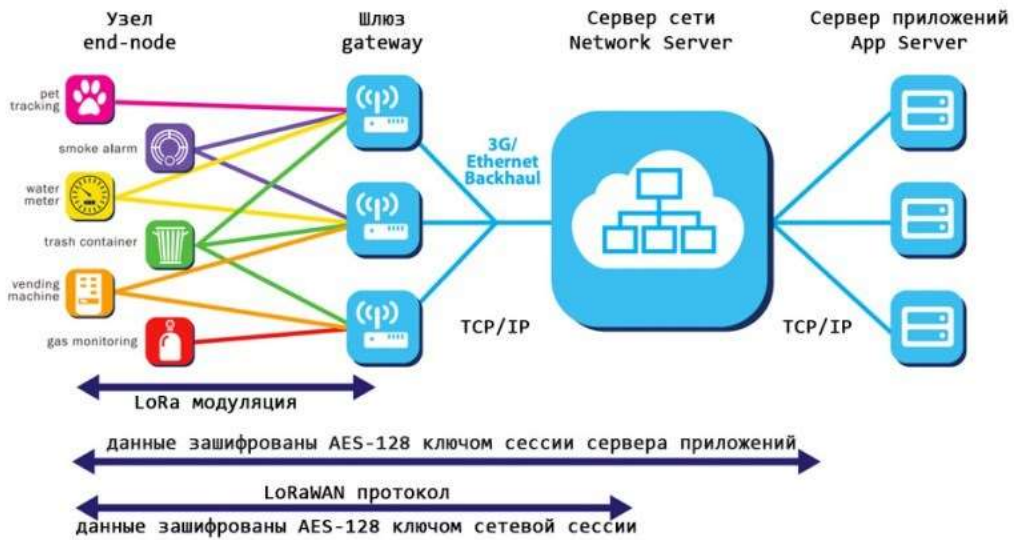 Узел
end-node
Шлюз
gateway
Сервер сети
Network Server
Сервер приложений
App Server
pet
tracking
smoke alarm
water
meter
trash container
vending
machine
gas monitoring
3G/
Ethernet
Backhaul
TCP/IP
TCP/IP
LoRa модуляция
данные зашифрованы AES-128 ключом сессии сервера приложений
LoRaWAN протокол
данные зашифрованы AES-128 ключом сетевой сессии